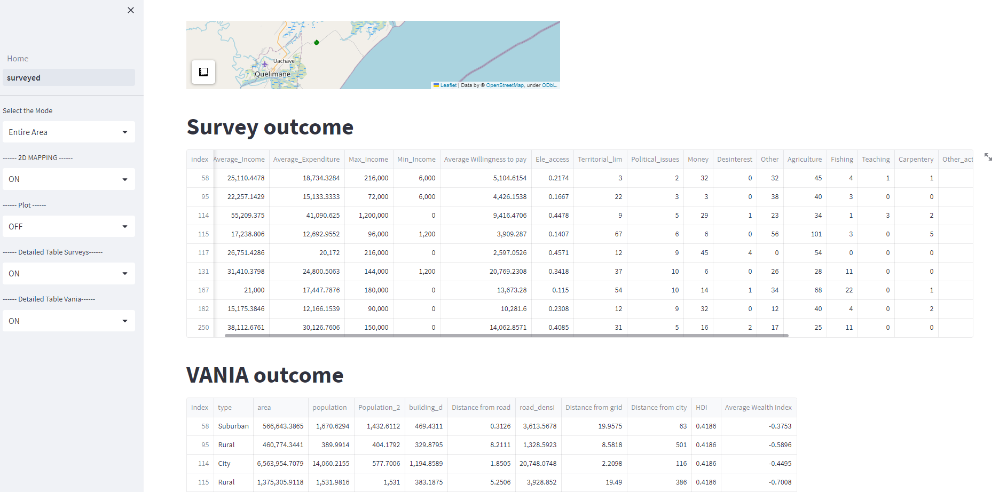 Home
surveyed
Select the Mode
Entire Area
------ 2D MAPPING ------
ON
------ Plot ------
OFF
------ Detailed Table Surveys------
ON
------ Detailed Table Vania------
ON
Uachave
Quelimane
Leaflet | Data by © OpenStreetMap, under ODbL.
Survey outcome
index Average_Income Average_Expenditure Max_Income Min_Income Average Willingness to pay Ele_access Territorial_lim Political_issues Money Desinterest Other Agriculture Fishing Teaching Carpentery Other_act
58 25,110.4478 18,734.3284 216,000 6,000 5,104.6154 0.2174 3 2 32 0 32 45 4 1 1
95 22,257.1429 15,133.3333 72,000 6,000 4,426.1538 0.1667 22 3 3 0 38 40 3 0 0
114 55,209.375 41,090.625 1,200,000 0 9,416.4706 0.4478 9 5 29 1 23 34 1 3 2
115 17,238.806 12,692.9552 96,000 1,200 3,909.287 0.1407 67 6 6 0 56 101 3 0 5
117 26,751.4286 20,172 216,000 0 2,597.0526 0.4571 12 9 45 4 0 54 0 0 0
131 31,410.3798 24,800.5063 144,000 1,200 20,769.2308 0.3418 37 10 6 0 26 28 11 0 0
167 21,000 17,447.7876 180,000 0 13,673.28 0.115 54 10 14 1 34 68 22 0 1
182 15,175.3846 12,166.1539 90,000 0 10,281.6 0.2308 12 9 32 0 12 40 4 0 2
250 38,112.6761 30,126.7606 150,000 0 14,062.8571 0.4085 31 5 16 2 17 25 11 0 0
VANIA outcome
index type area population Population_2 building_d Distance from road road_densi Distance from grid Distance from city HDI Average Wealth Index
58 Suburban 566,643.3865 1,670.6294 1,432.6112 469.4311 0.3126 3,613.5678 19.9575 63 0.4186 -0.3753
95 Rural 460,774.3441 389.9914 404.1792 329.8795 8.2111 1,328.5923 8.5818 501 0.4186 -0.5896
114 City 6,563,954.7079 14,060.2155 577.7006 1,194.8589 1.8505 20,748.0748 2.2098 116 0.4186 -0.4495
115 Rural 1,375,305.9118 1,531.9816 1,531 383.1875 5.2506 3,928.852 19.49 386 0.4186 -0.7008